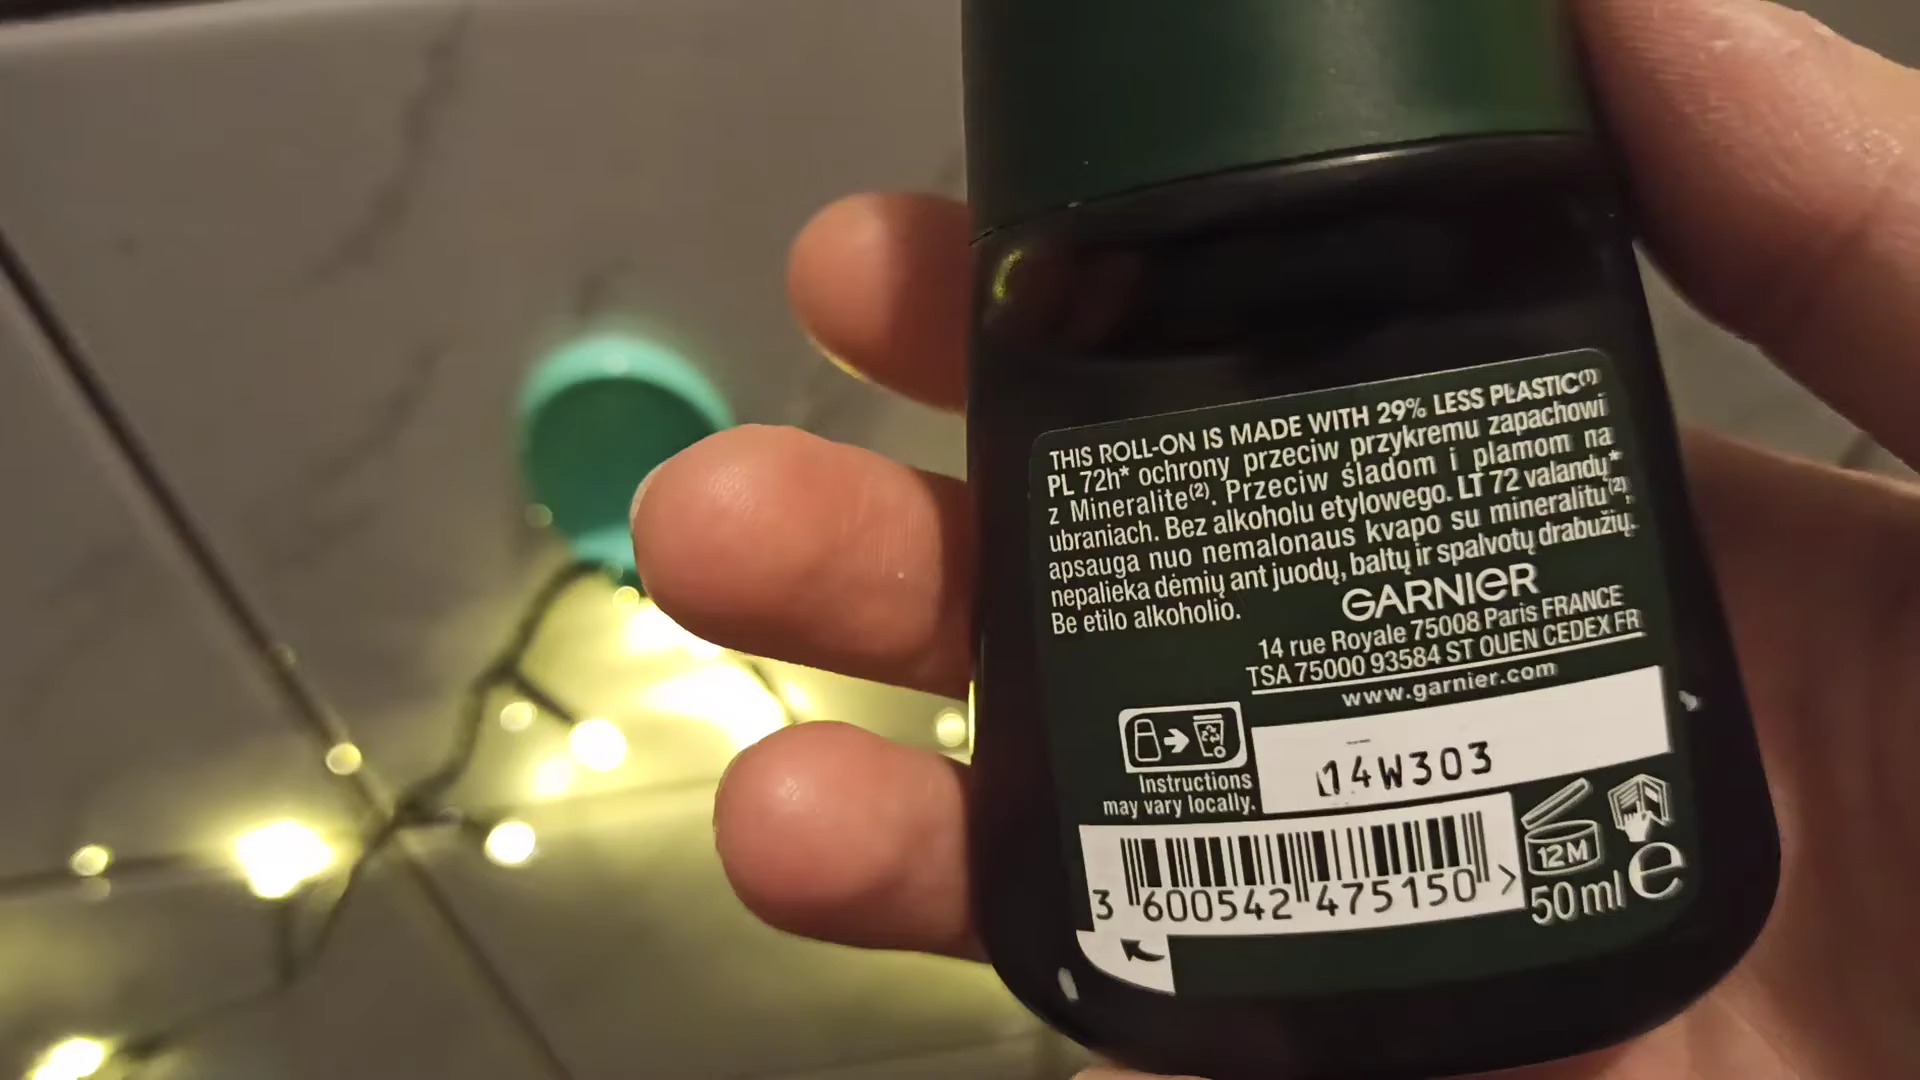 THIS ROLL-ON IS MADE WITH 29% LESS PLASTIC(1)
PL 72h* ochrony przeciw przykremu zapachowi
z Mineralite(2). Przeciw śladom i plamom na
ubraniach. Bez alkoholu etylowego. LT 72 valandų*
apsauga nuo nemalonaus kvapo su mineralitu(2),
nepalieka dėmių ant juodų, baltų ir spalvotų drabužių.
Be etilo alkoholio.
GARNIER
14 rue Royale 75008 Paris FRANCE
TSA 75000 93584 ST OUEN CEDEX FR
www.garnier.com
Instructions
may vary locally.
14W303
3 600542 475150 >
12M
50ml e